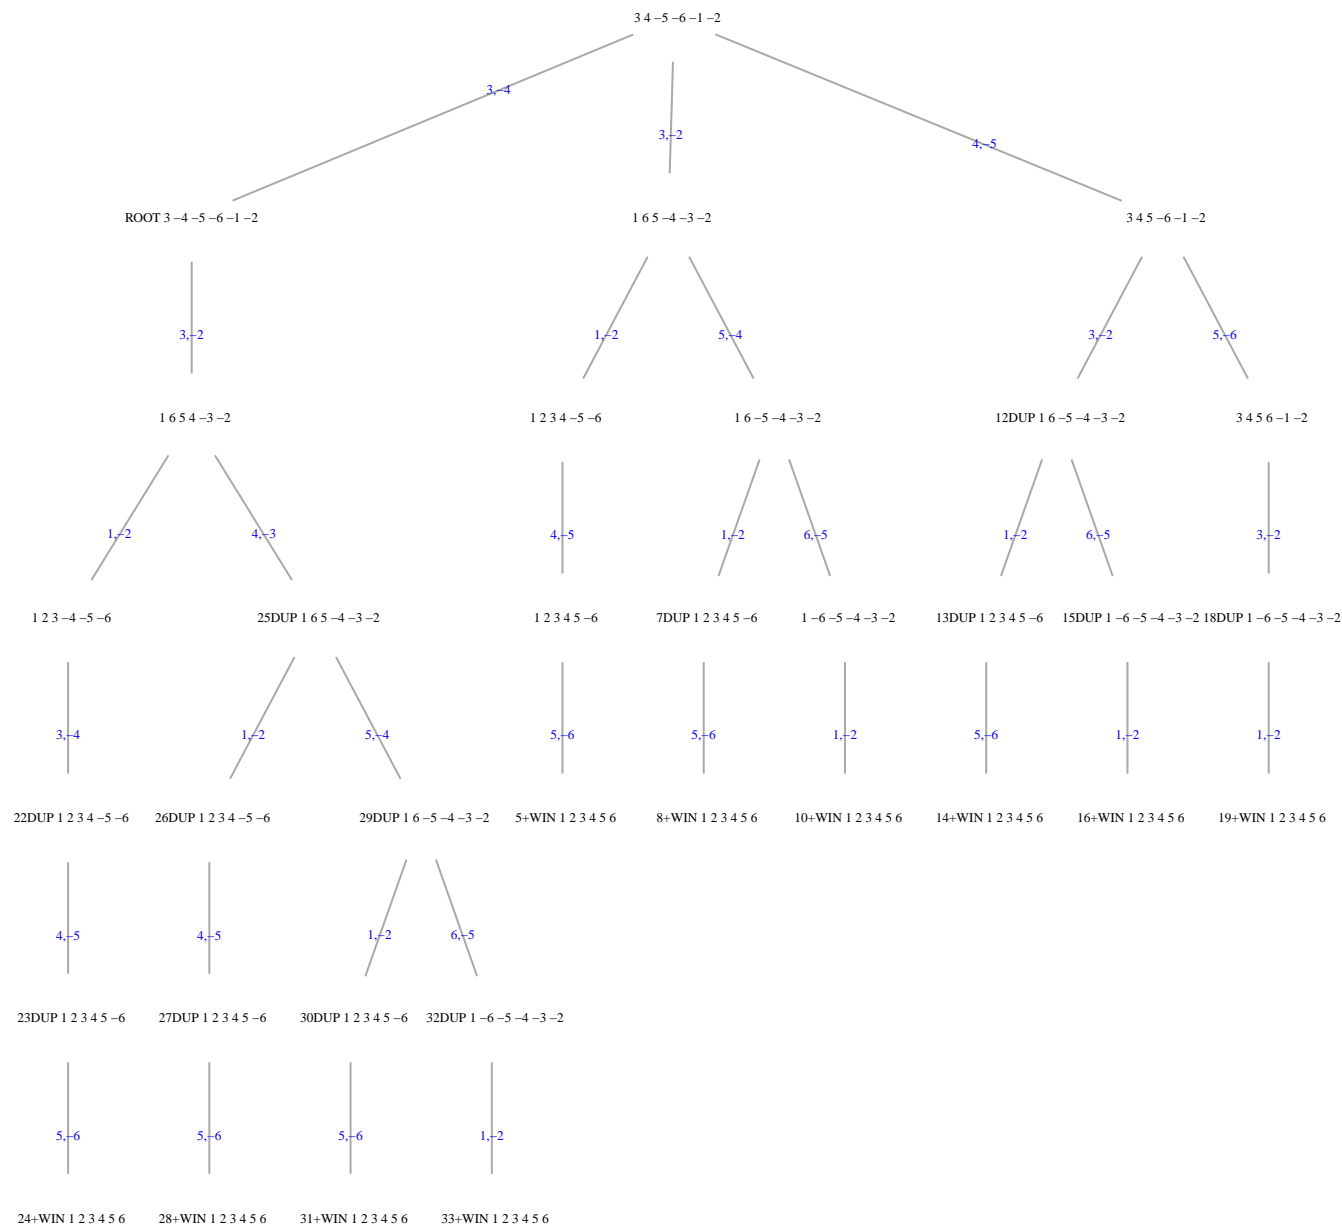 3 4 −5 −6 −1 −2
3,−4
3,−2
4,−5
ROOT 3 −4 −5 −6 −1 −2
1 6 5 −4 −3 −2
3 4 5 −6 −1 −2
3,−2
1,−2
5,−4
3,−2
5,−6
1 6 5 4 −3 −2
1 2 3 4 −5 −6
1 6 −5 −4 −3 −2
12DUP 1 6 −5 −4 −3 −2
3 4 5 6 −1 −2
1,−2
4,−3
4,−5
1,−2
6,−5
1,−2
6,−5
3,−2
1 2 3 −4 −5 −6
25DUP 1 6 5 −4 −3 −2
1 2 3 4 5 −6
7DUP 1 2 3 4 5 −6
1 −6 −5 −4 −3 −2
13DUP 1 2 3 4 5 −6
15DUP 1 −6 −5 −4 −3 −2
18DUP 1 −6 −5 −4 −3 −2
3,−4
1,−2
5,−4
5,−6
5,−6
1,−2
5,−6
1,−2
1,−2
22DUP 1 2 3 4 −5 −6
26DUP 1 2 3 4 −5 −6
29DUP 1 6 −5 −4 −3 −2
5+WIN 1 2 3 4 5 6
8+WIN 1 2 3 4 5 6
10+WIN 1 2 3 4 5 6
14+WIN 1 2 3 4 5 6
16+WIN 1 2 3 4 5 6
19+WIN 1 2 3 4 5 6
4,−5
4,−5
1,−2
6,−5
23DUP 1 2 3 4 5 −6
27DUP 1 2 3 4 5 −6
30DUP 1 2 3 4 5 −6
32DUP 1 −6 −5 −4 −3 −2
5,−6
5,−6
5,−6
1,−2
24+WIN 1 2 3 4 5 6
28+WIN 1 2 3 4 5 6
31+WIN 1 2 3 4 5 6
33+WIN 1 2 3 4 5 6